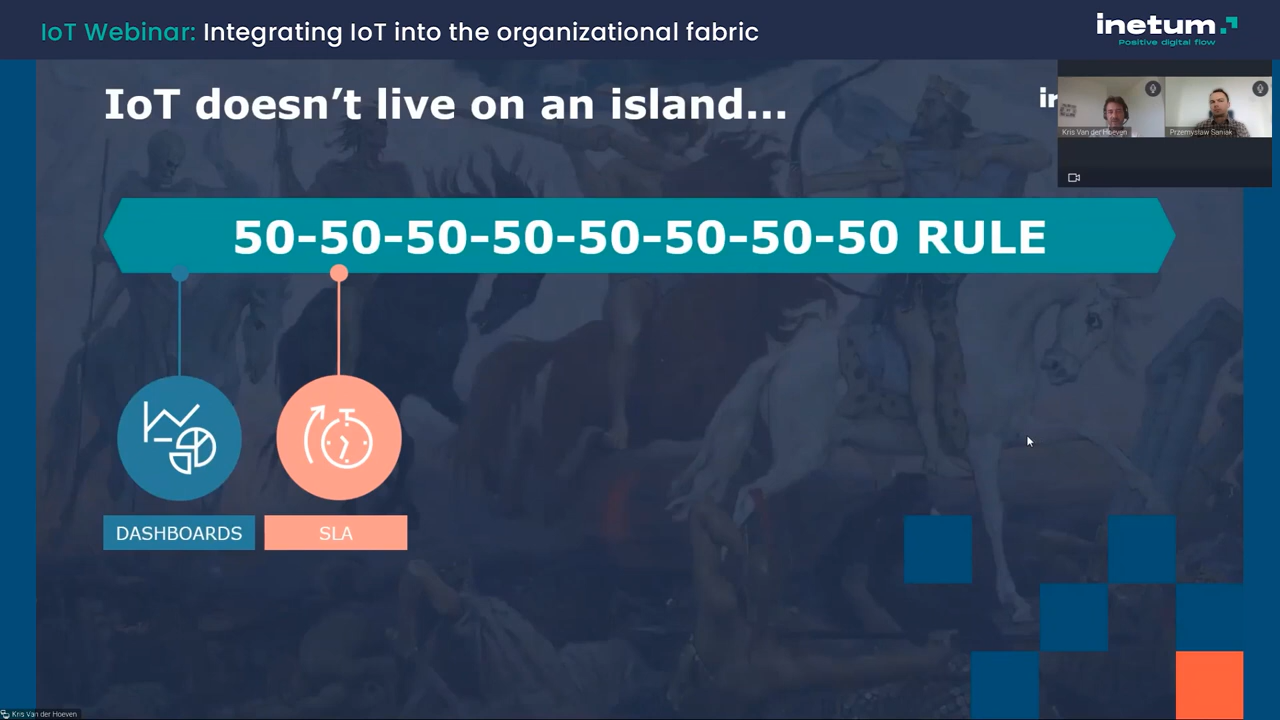 IoT Webinar: Integrating IoT into the organizational fabric
inetum
Positive digital flow
IoT doesn't live on an island...
Kris Van der Hoeven
Przemysław Saniak
50-50-50-50-50-50-50-50 RULE
DASHBOARDS
SLA
Kris Van der Hoeven